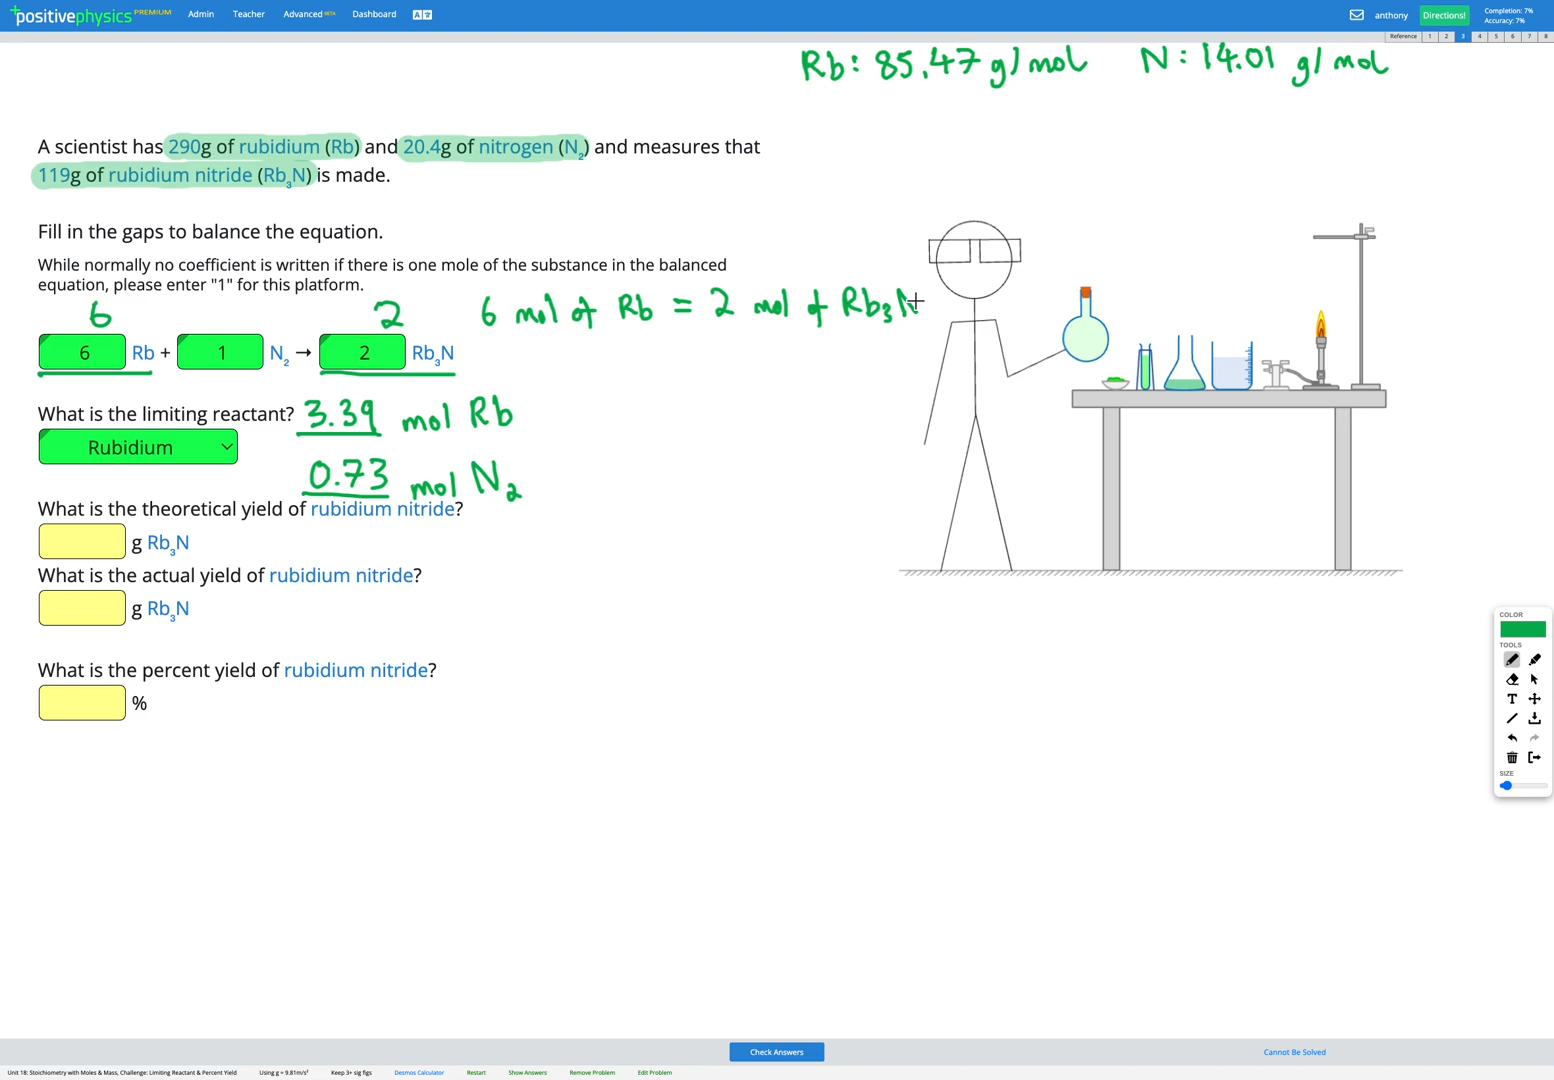 +positivephysics PREMIUM Admin Teacher Advanced BETA Dashboard A anthony Directions! Completion: 7%
Accuracy: 7%
Reference 1 2 3 4 5 6 7 8
Rb: 85.47 g/mol N: 14.01 g/mol
A scientist has 290g of rubidium (Rb) and 20.4g of nitrogen (N₂) and measures that
119g of rubidium nitride (Rb₃N) is made.
Fill in the gaps to balance the equation.
While normally no coefficient is written if there is one mole of the substance in the balanced
equation, please enter "1" for this platform.
6 2 6 mol of Rb = 2 mol of Rb₃N
6 Rb + 1 N₂ → 2 Rb₃N
What is the limiting reactant? 3.39 mol Rb
Rubidium
0.73 mol N₂
What is the theoretical yield of rubidium nitride?
g Rb₃N
What is the actual yield of rubidium nitride?
g Rb₃N
What is the percent yield of rubidium nitride?
%
COLOR
TOOLS
T
SIZE
Check Answers Cannot Be Solved
Unit 18: Stoichiometry with Moles & Mass, Challenge: Limiting Reactant & Percent Yield Using g = 9.81m/s² Keep 3+ sig figs Desmos Calculator Restart Show Answers Remove Problem Edit Problem